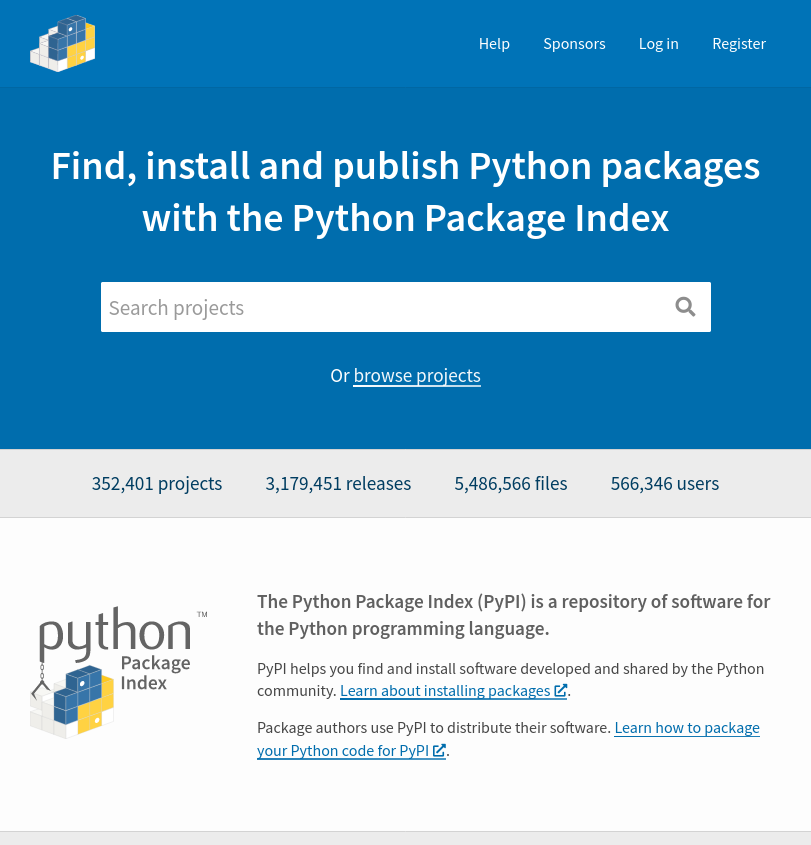 Help Sponsors Log in Register
Find, install and publish Python packages
with the Python Package Index
Search projects
Or browse projects
352,401 projects 3,179,451 releases 5,486,566 files 566,346 users
python™
Package
Index
The Python Package Index (PyPI) is a repository of software for
the Python programming language.
PyPI helps you find and install software developed and shared by the Python
community. Learn about installing packages.
Package authors use PyPI to distribute their software. Learn how to package
your Python code for PyPI.